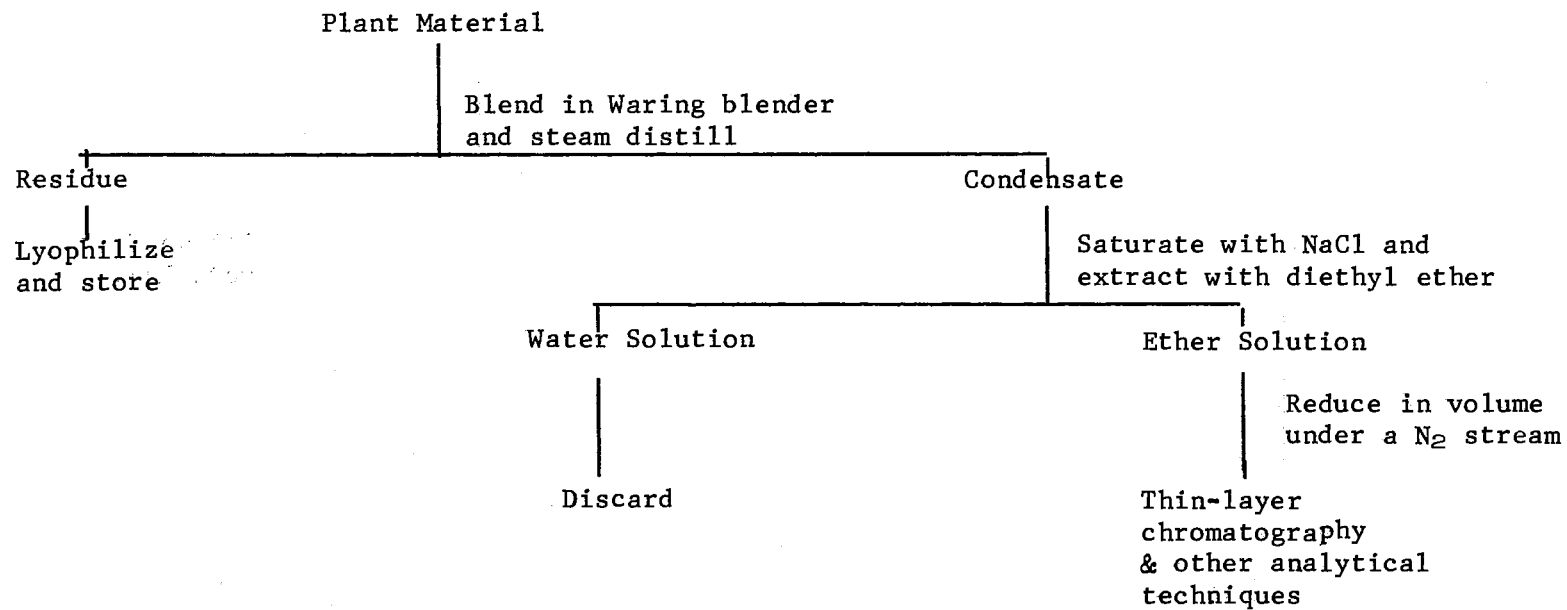 Plant Material
Blend in Waring blender
and steam distill
Residue
Condensate
Lyophilize
and store
Saturate with NaCl and
extract with diethyl ether
Water Solution
Ether Solution
Reduce in volume
under a N2 stream
Discard
Thin-layer
chromatography
& other analytical
techniques